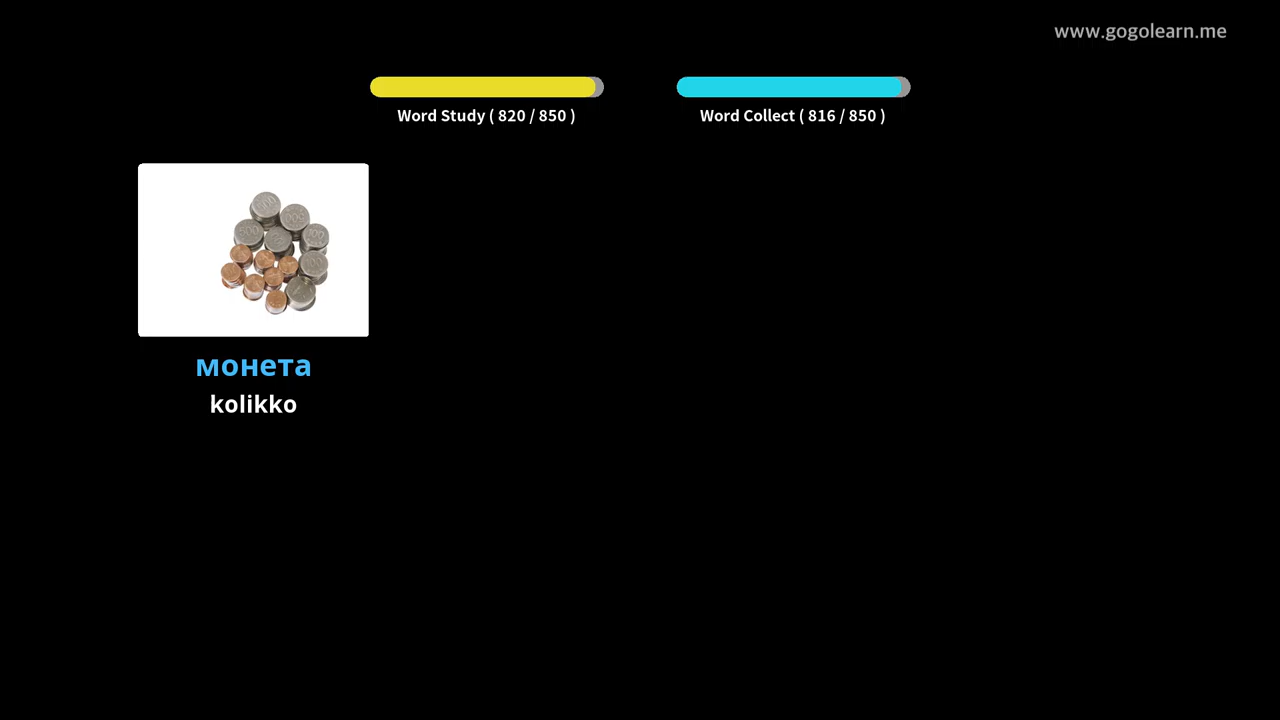 www.gogolearn.me
Word Study ( 820 / 850 )
Word Collect ( 816 / 850 )
монета
kolikko